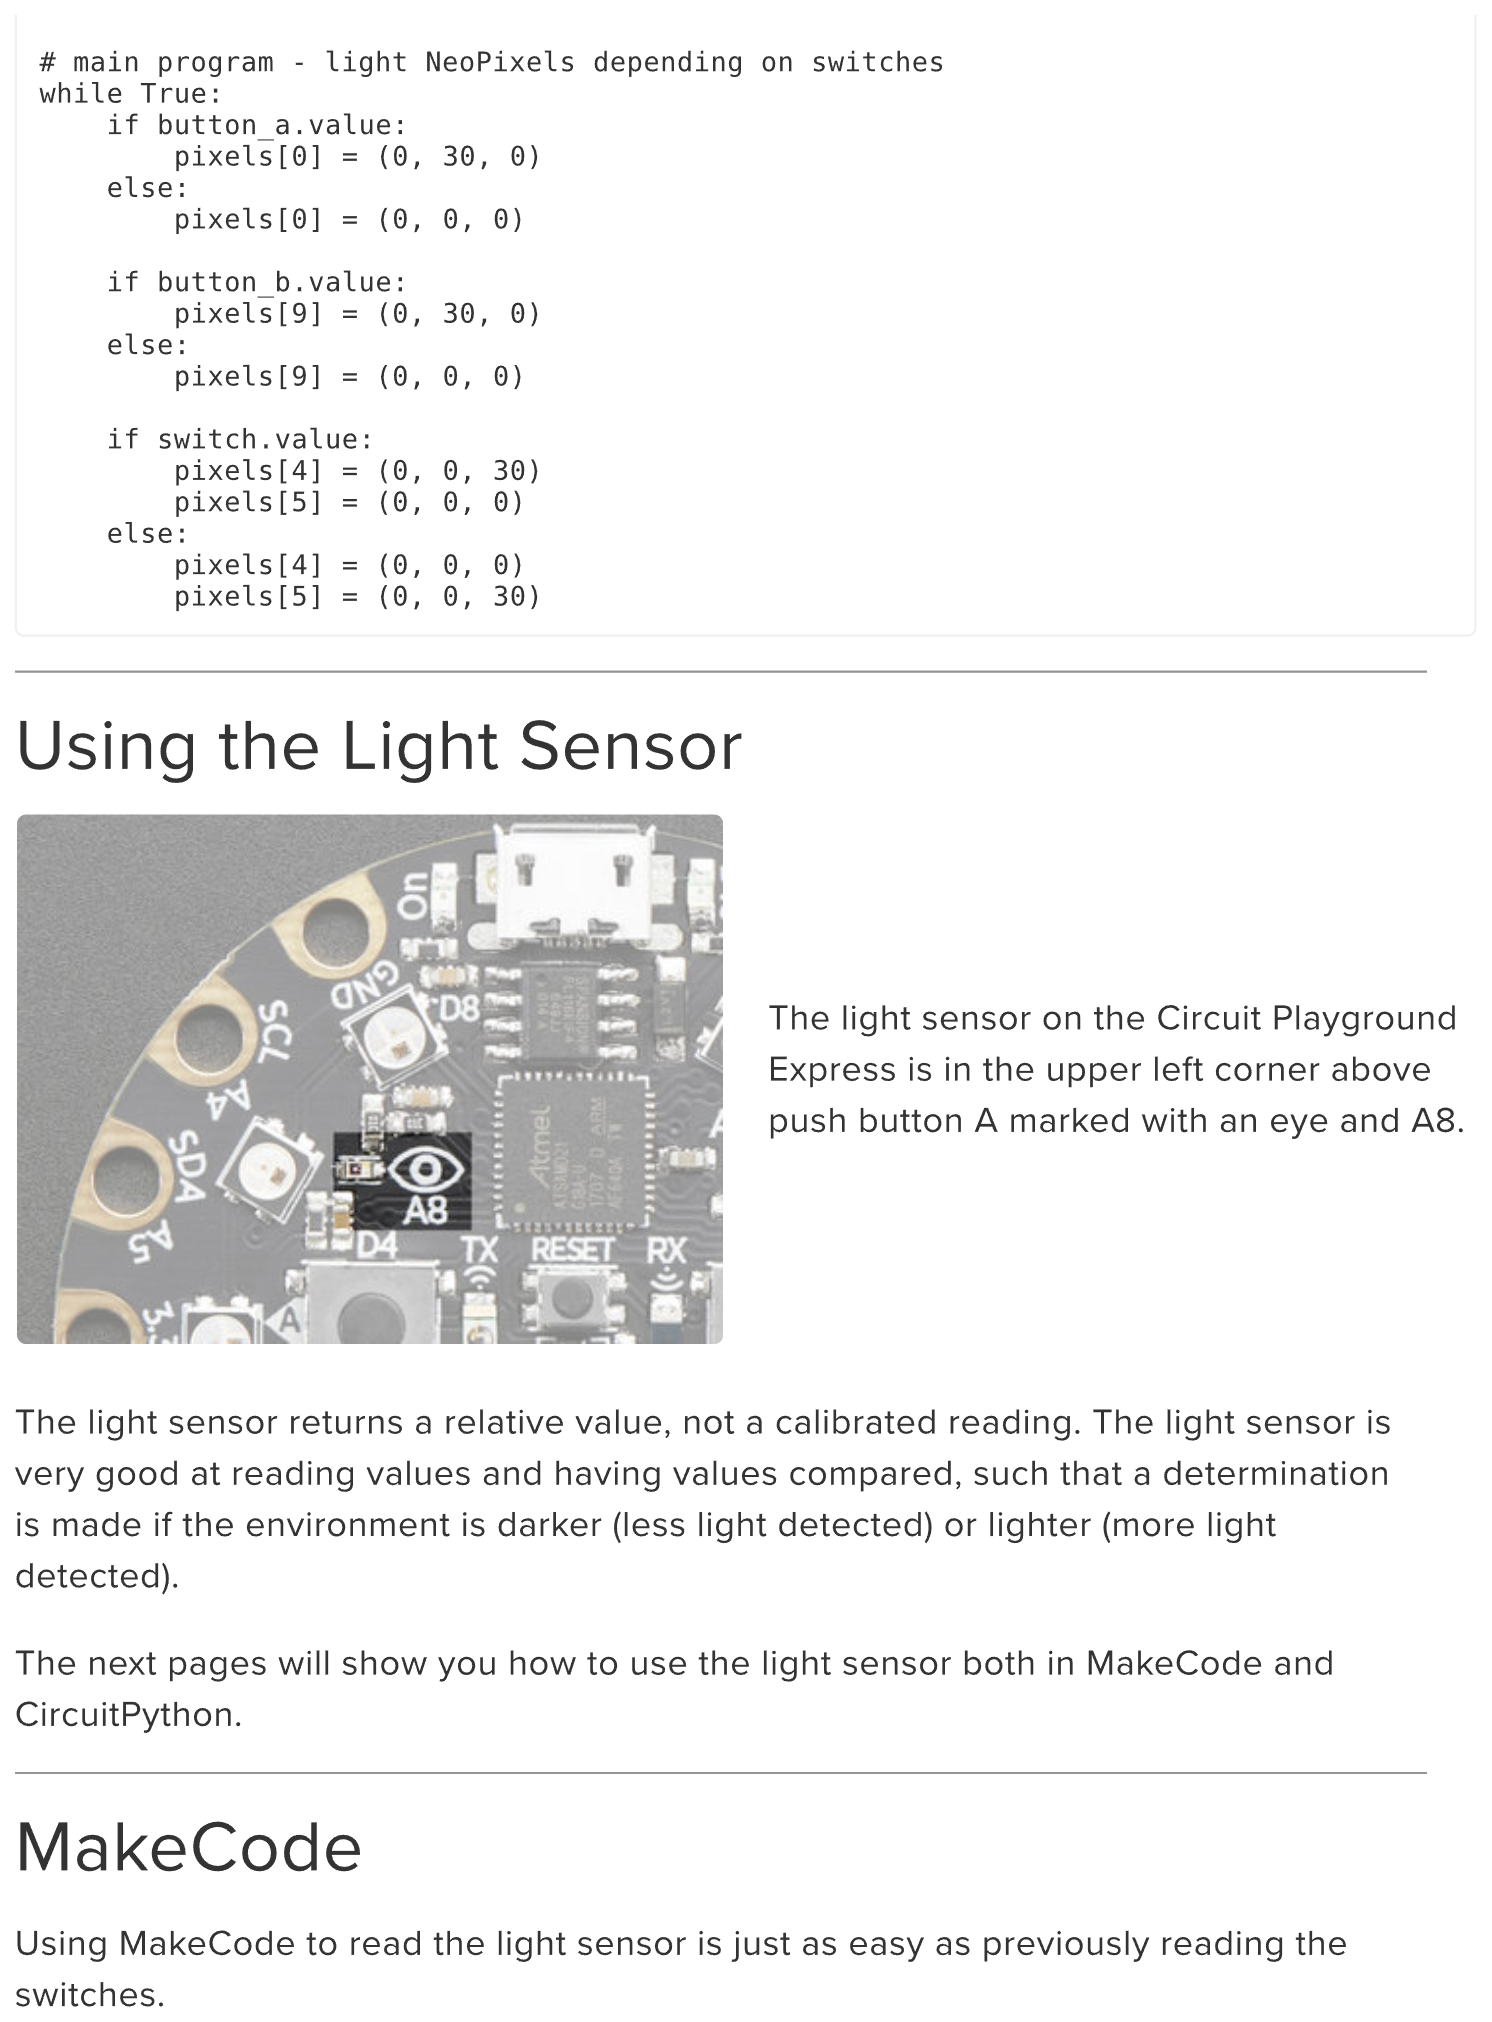 # main program - light NeoPixels depending on switches
while True:
    if button_a.value:
        pixels[0] = (0, 30, 0)
    else:
        pixels[0] = (0, 0, 0)

    if button_b.value:
        pixels[9] = (0, 30, 0)
    else:
        pixels[9] = (0, 0, 0)

    if switch.value:
        pixels[4] = (0, 0, 30)
        pixels[5] = (0, 0, 0)
    else:
        pixels[4] = (0, 0, 0)
        pixels[5] = (0, 0, 30)
Using the Light Sensor
On
GND
D8
SCL
A4
SDA
A5
Atmel
ARM
A8
D4
TX
RESET
RX
A
The light sensor on the Circuit Playground
Express is in the upper left corner above
push button A marked with an eye and A8.
The light sensor returns a relative value, not a calibrated reading. The light sensor is
very good at reading values and having values compared, such that a determination
is made if the environment is darker (less light detected) or lighter (more light
detected).
The next pages will show you how to use the light sensor both in MakeCode and
CircuitPython.
MakeCode
Using MakeCode to read the light sensor is just as easy as previously reading the
switches.